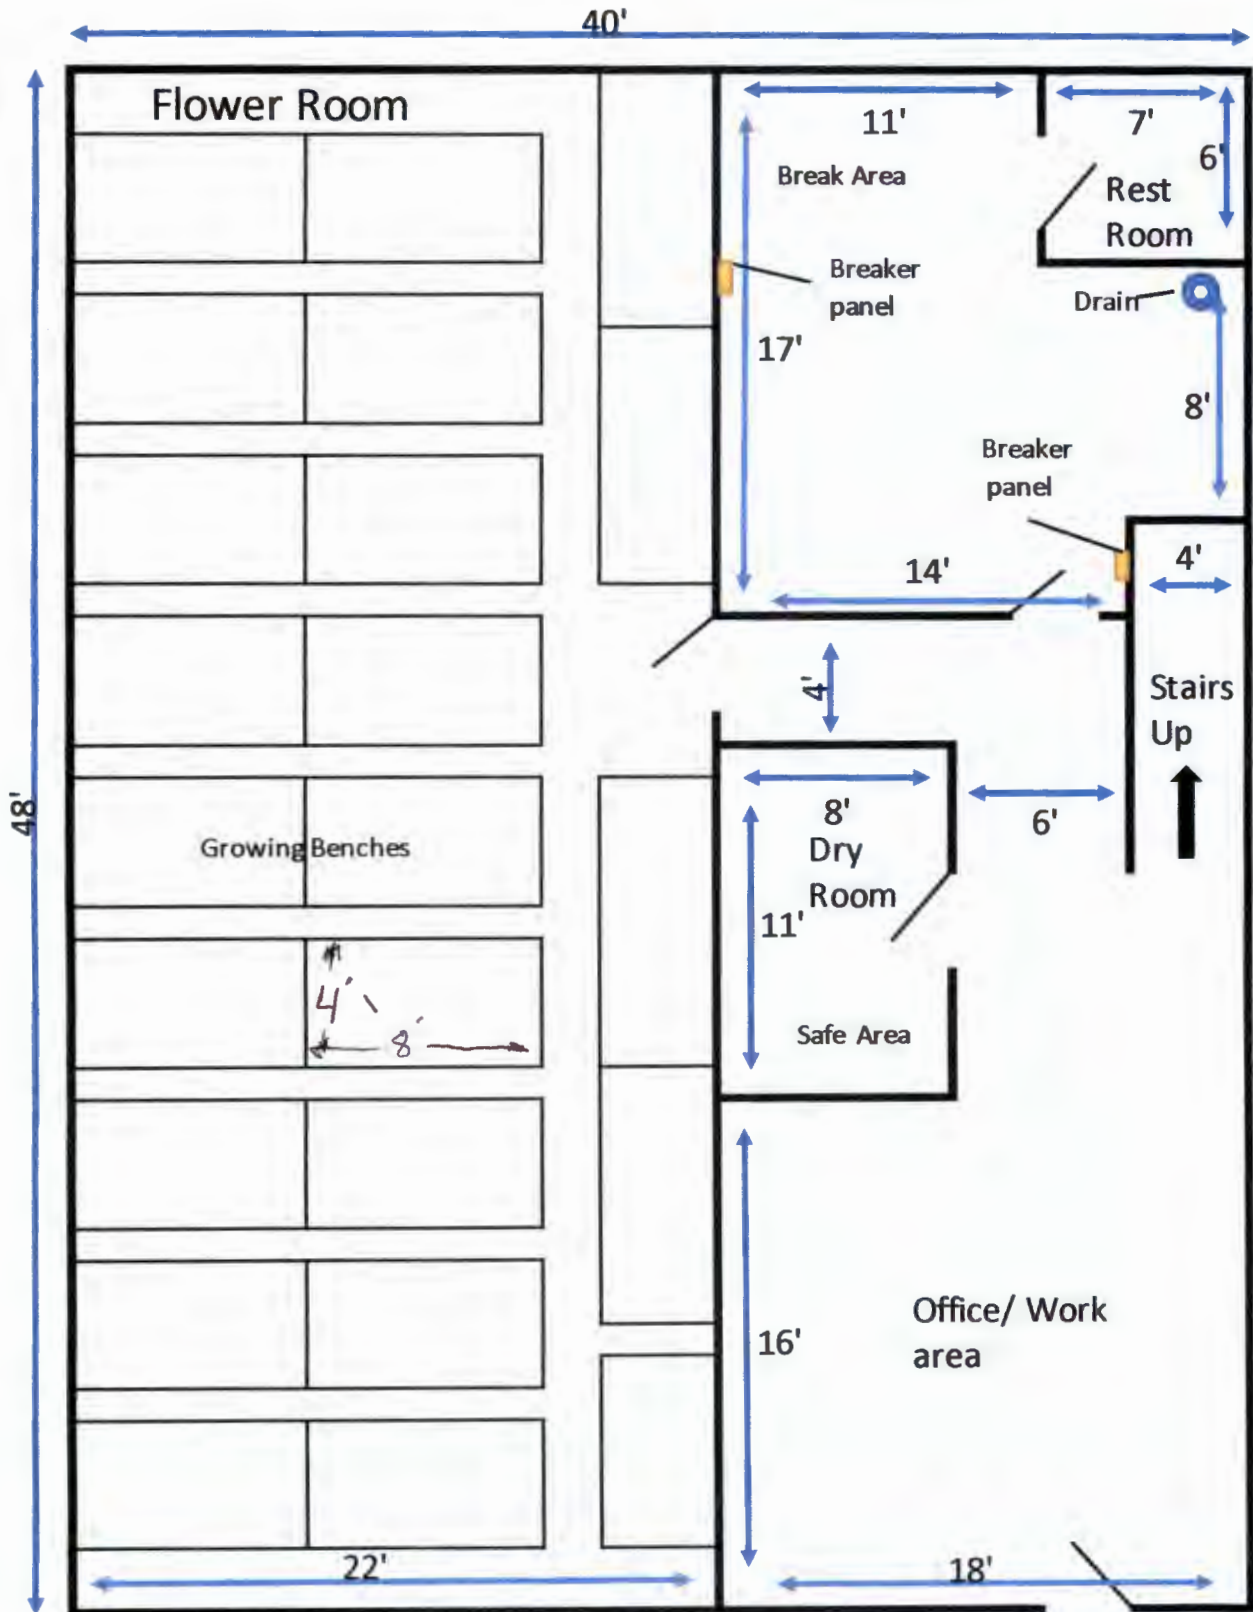 40'
Flower Room
11'
7'
6'
Break Area
Rest
Room
Breaker
panel
Drain
17'
8'
Breaker
panel
14'
4'
4'
Stairs
Up
48'
8'
6'
Growing Benches
Dry
Room
11'
4'
8'
Safe Area
Office/ Work
area
16'
22'
18'